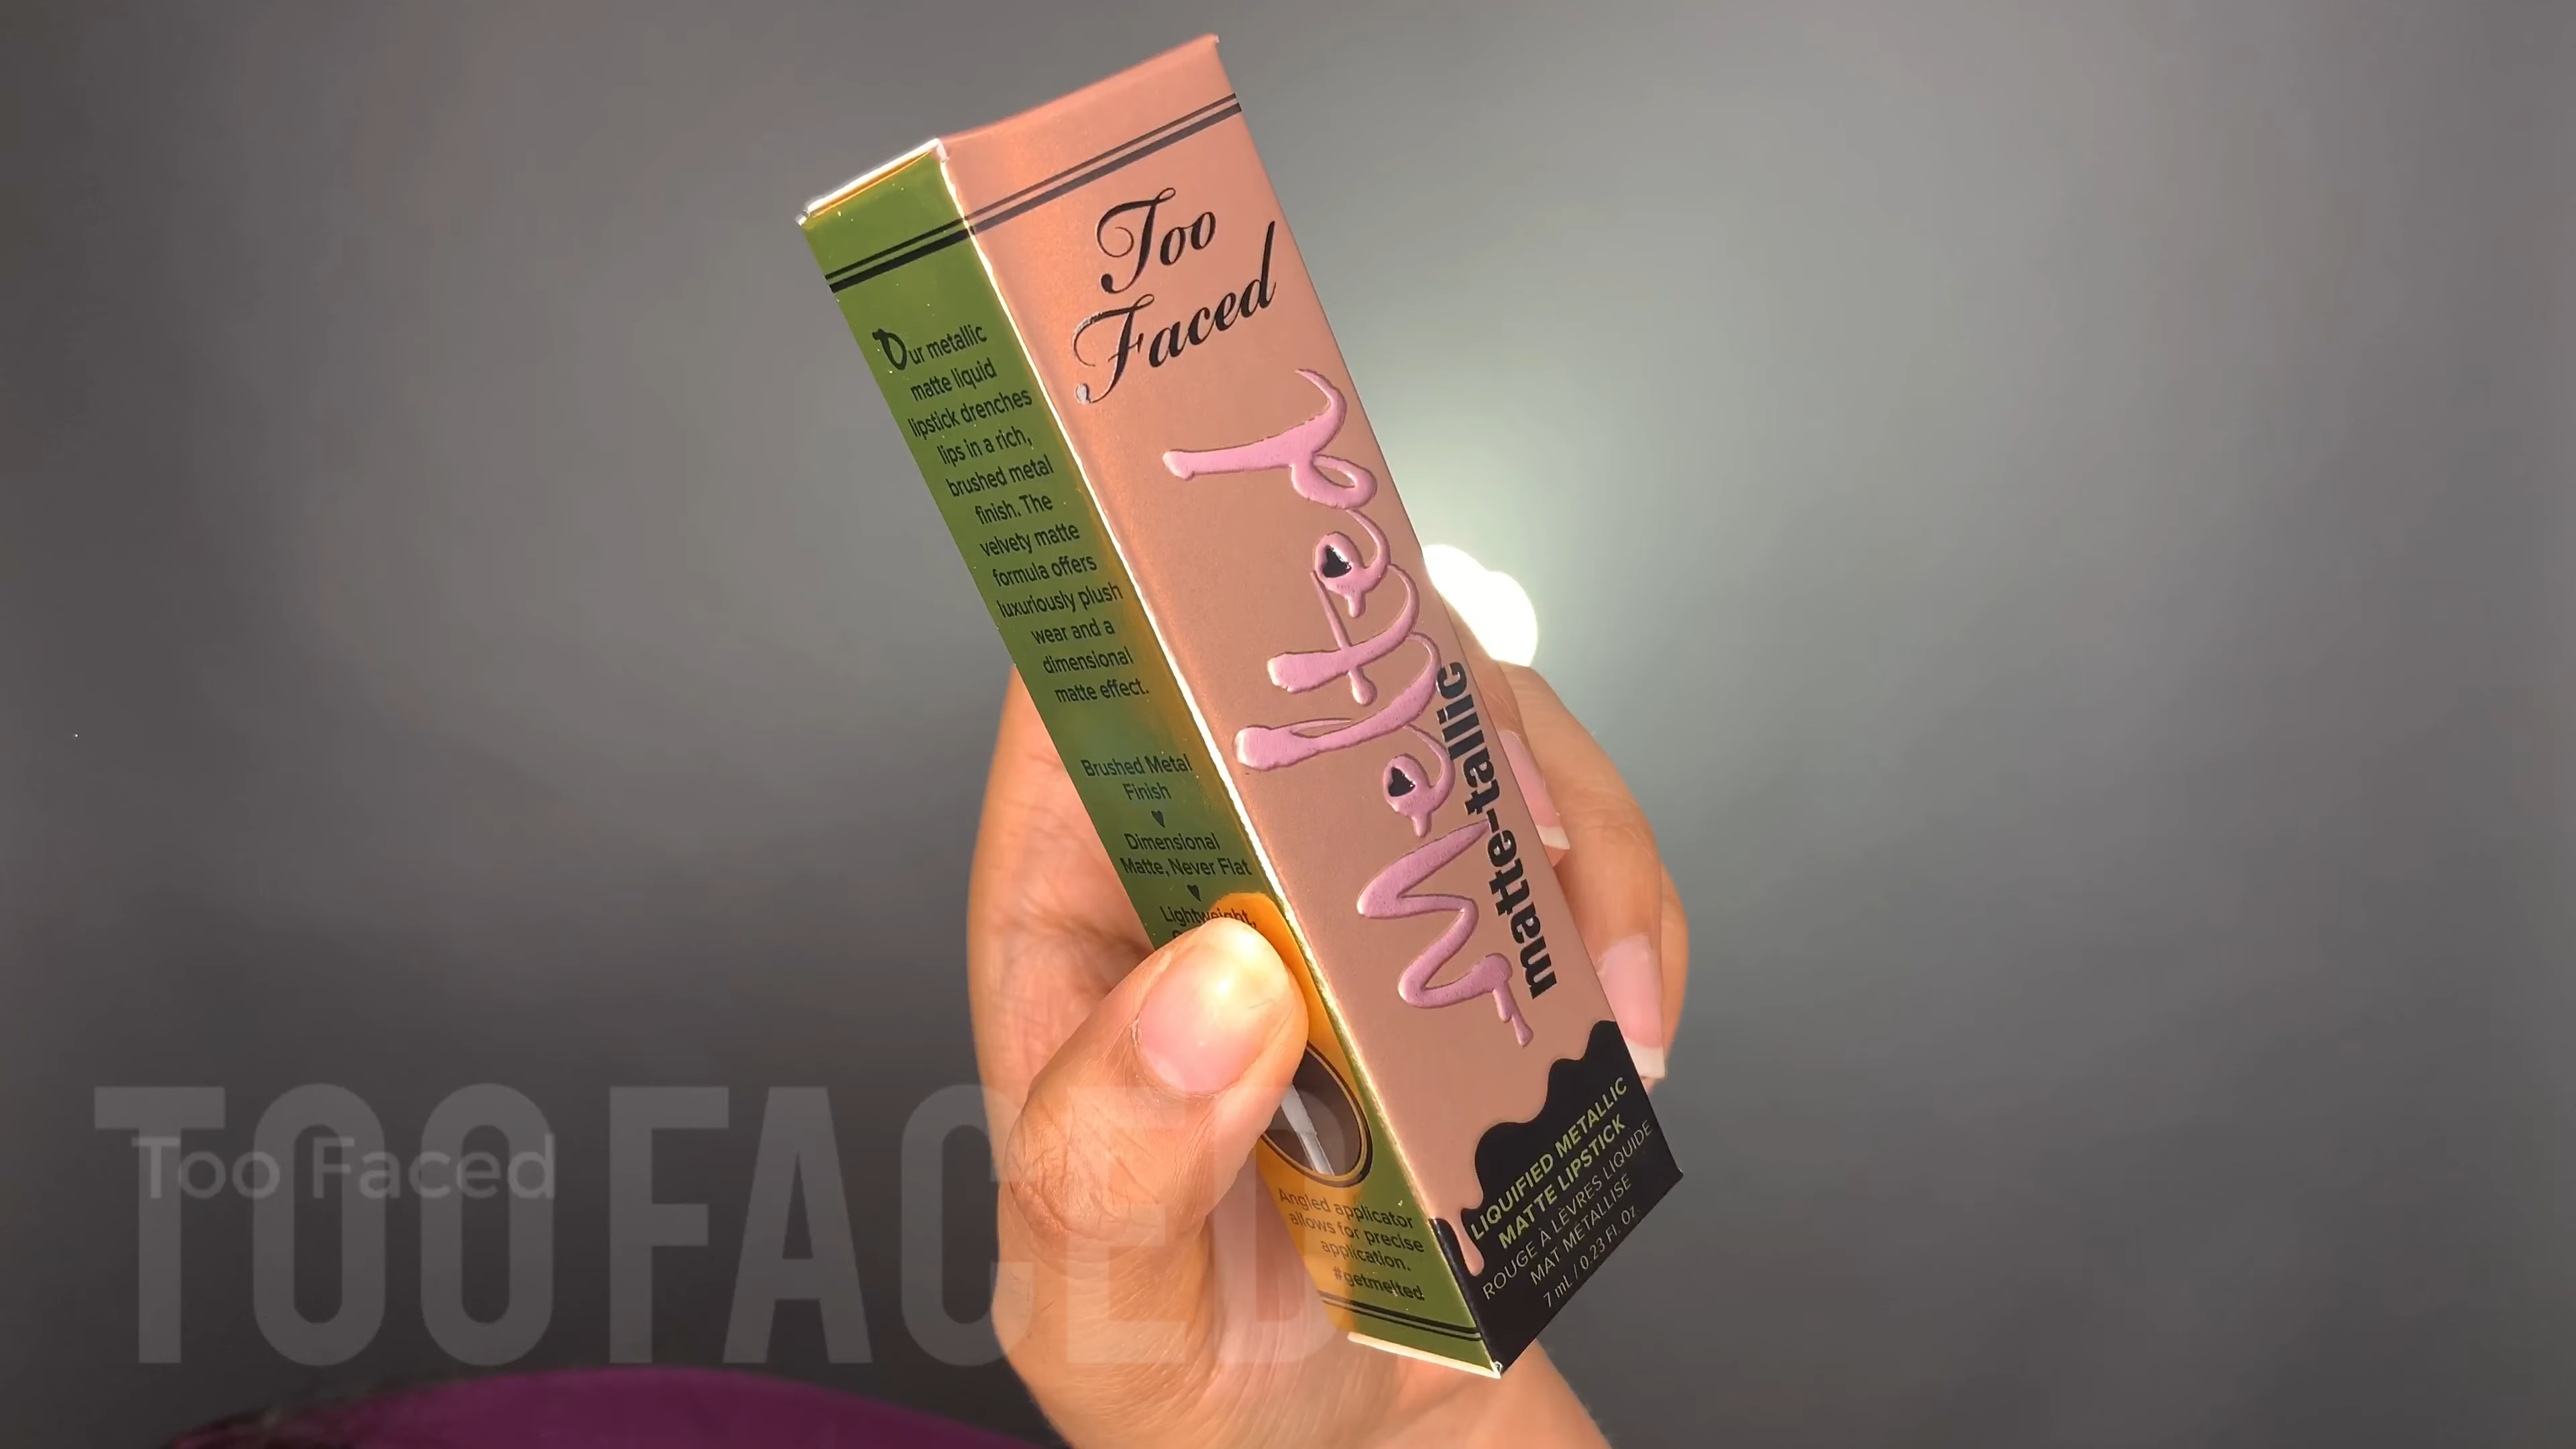 Too
Faced
Melted
matte-tallic
LIQUIFIED METALLIC
MATTE LIPSTICK
ROUGE À LÈVRES LIQUIDE
MAT MÉTALLISÉ
7 mL / 0.23 Fl. Oz.
Our metallic
matte liquid
lipstick drenches
lips in a rich,
brushed metal
finish. The
velvety matte
formula offers
luxuriously plush
wear and a
dimensional
matte effect.
Brushed Metal
Finish
Dimensional
Matte, Never Flat
Lightweight,
Angled applicator
allows for precise
application.
#getmelted
TOO FACED
Too Faced